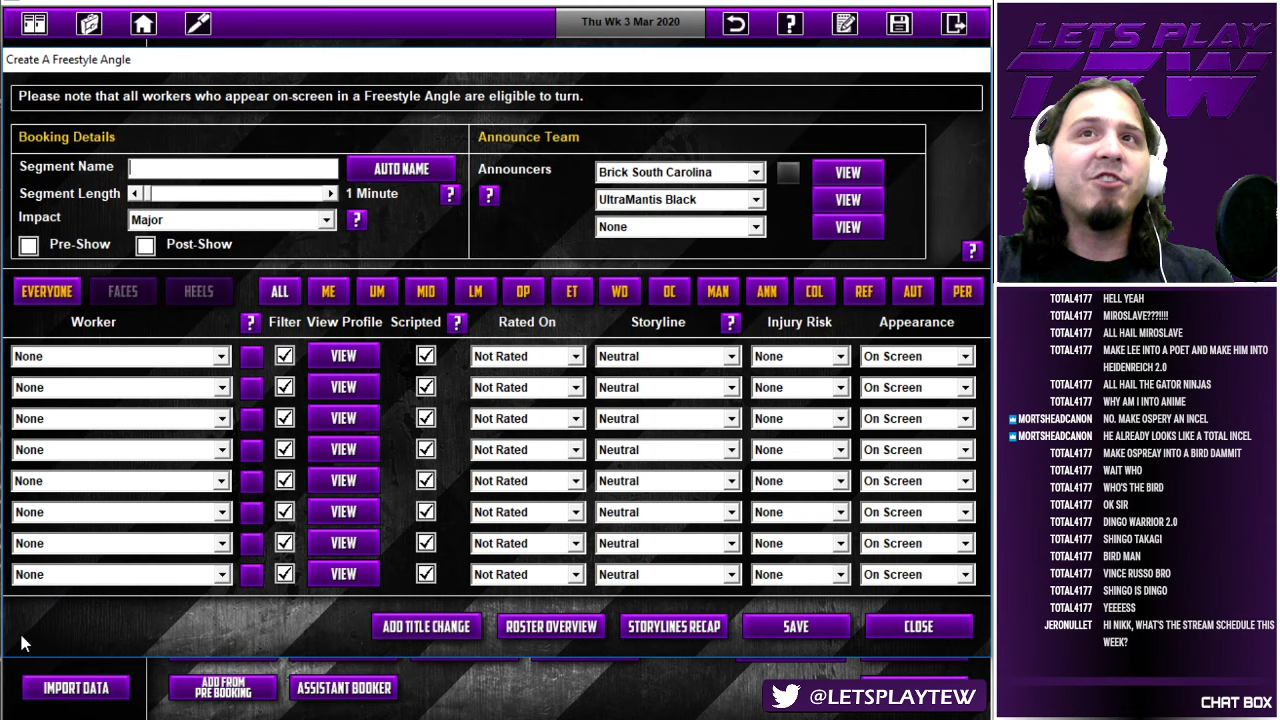 Thu Wk 3 Mar 2020
Create A Freestyle Angle
Please note that all workers who appear on-screen in a Freestyle Angle are eligible to turn.
Booking Details
Segment Name
AUTO NAME
Segment Length
1 Minute
?
Impact
Major
?
Pre-Show
Post-Show
Announce Team
Announcers
Brick South Carolina
VIEW
?
UltraMantis Black
VIEW
None
VIEW
?
EVERYONE FACES HEELS ALL ME UM MID LM OP ET WO OC MAN ANN COL REF AUT PER
Worker ? Filter View Profile Scripted ? Rated On Storyline ? Injury Risk Appearance
None VIEW Not Rated Neutral None On Screen
None VIEW Not Rated Neutral None On Screen
None VIEW Not Rated Neutral None On Screen
None VIEW Not Rated Neutral None On Screen
None VIEW Not Rated Neutral None On Screen
None VIEW Not Rated Neutral None On Screen
None VIEW Not Rated Neutral None On Screen
None VIEW Not Rated Neutral None On Screen
ADD TITLE CHANGE ROSTER OVERVIEW STORYLINES RECAP SAVE CLOSE
IMPORT DATA
ADD FROM
PRE BOOKING
ASSISTANT BOOKER
@LETSPLAYTEW
LETS PLAY
TEW
TOTAL4177 HELL YEAH
TOTAL4177 MIROSLAVE???!!!!
TOTAL4177 ALL HAIL MIROSLAVE
TOTAL4177 MAKE LEE INTO A POET AND MAKE HIM INTO
HEIDENREICH 2.0
TOTAL4177 ALL HAIL THE GATOR NINJAS
TOTAL4177 WHY AM I INTO ANIME
MORTSHEADCANON NO. MAKE OSPERY AN INCEL
MORTSHEADCANON HE ALREADY LOOKS LIKE A TOTAL INCEL
TOTAL4177 MAKE OSPREAY INTO A BIRD DAMMIT
TOTAL4177 WAIT WHO
TOTAL4177 WHO'S THE BIRD
TOTAL4177 OK SIR
TOTAL4177 DINGO WARRIOR 2.0
TOTAL4177 SHINGO TAKAGI
TOTAL4177 BIRD MAN
TOTAL4177 VINCE RUSSO BRO
TOTAL4177 SHINGO IS DINGO
TOTAL4177 YEEEESS
JERONULLET HI NIKK, WHAT'S THE STREAM SCHEDULE THIS
WEEK?
CHAT BOX